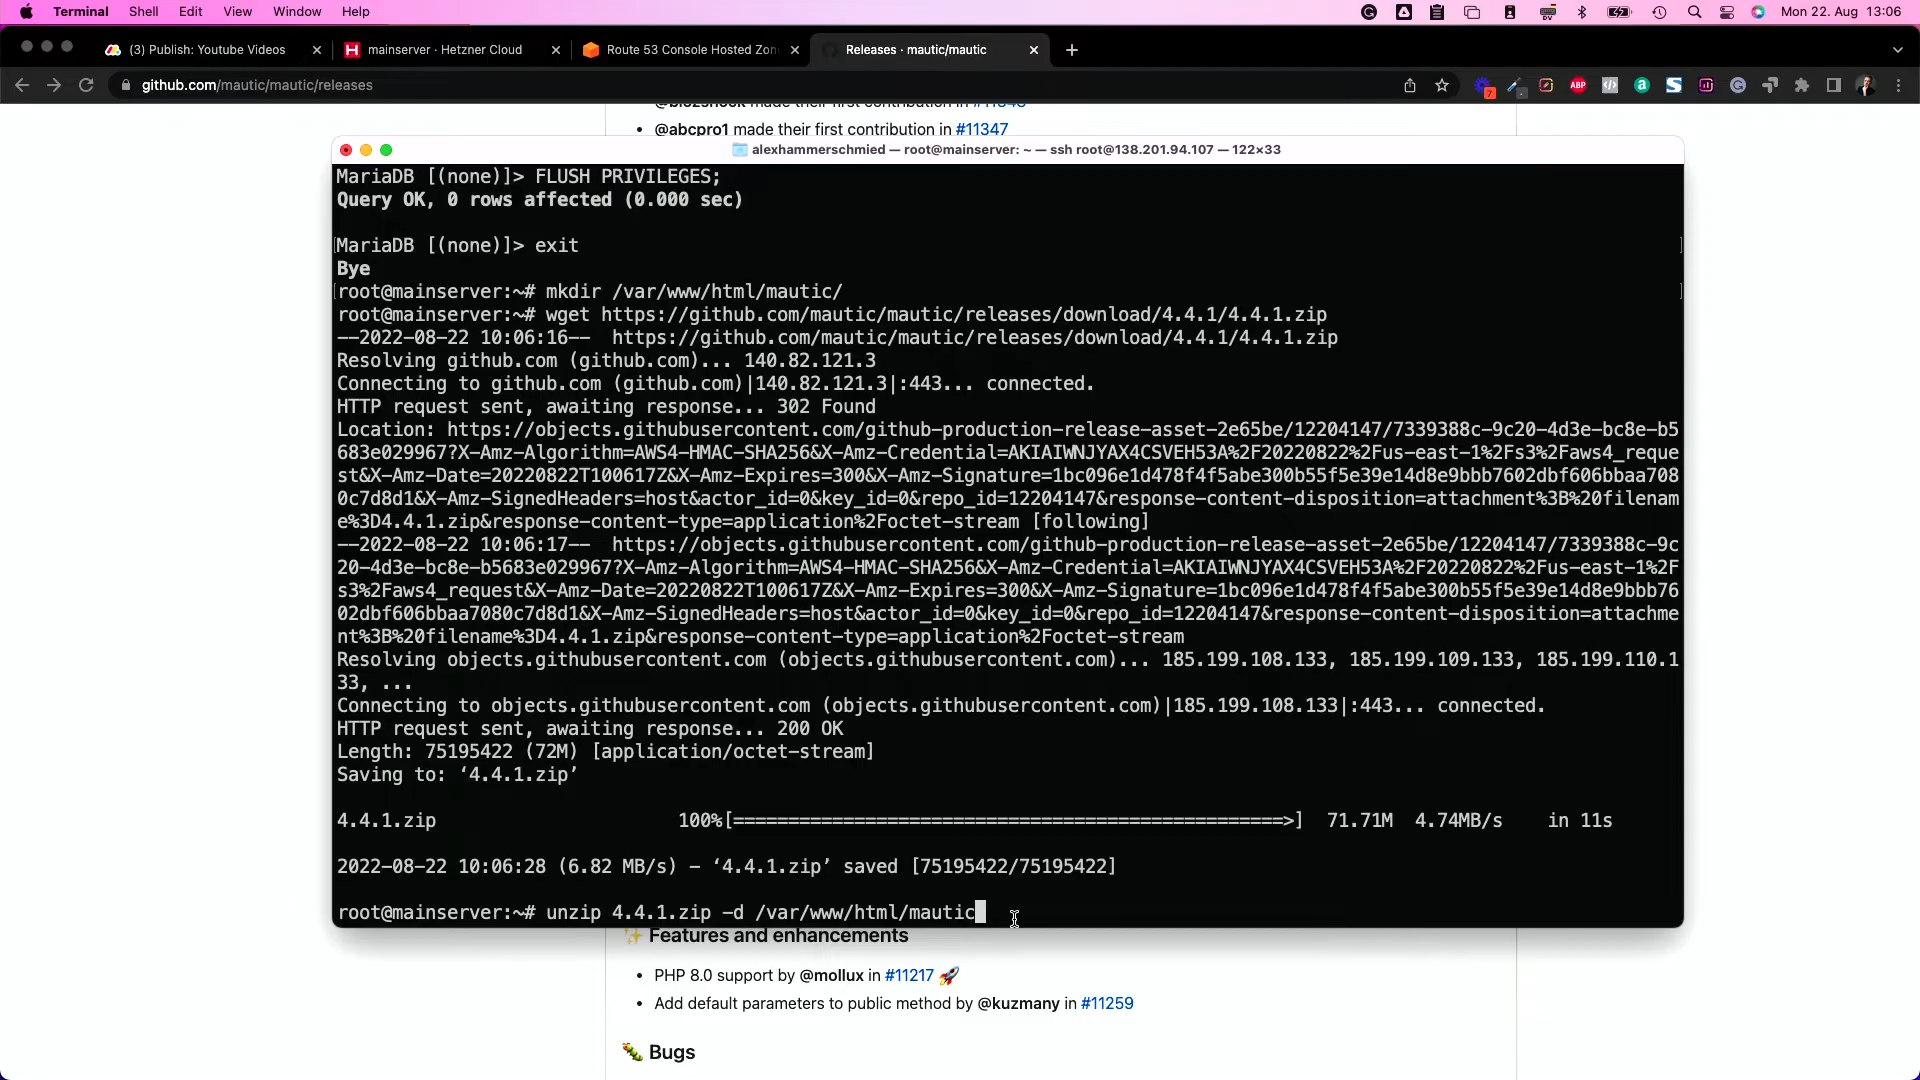 Terminal Shell Edit View Window Help Mon 22. Aug 13:06
(3) Publish: Youtube Videos mainserver · Hetzner Cloud Route 53 Console Hosted Zon Releases · mautic/mautic
github.com/mautic/mautic/releases
made their first contribution in
• @abcpro1 made their first contribution in #11347
alexhammerschmied — root@mainserver: ~ — ssh root@138.201.94.107 — 122×33
MariaDB [(none)]> FLUSH PRIVILEGES;
Query OK, 0 rows affected (0.000 sec)
MariaDB [(none)]> exit
Bye
root@mainserver:~# mkdir /var/www/html/mautic/
root@mainserver:~# wget https://github.com/mautic/mautic/releases/download/4.4.1/4.4.1.zip
--2022-08-22 10:06:16-- https://github.com/mautic/mautic/releases/download/4.4.1/4.4.1.zip
Resolving github.com (github.com)... 140.82.121.3
Connecting to github.com (github.com)|140.82.121.3|:443... connected.
HTTP request sent, awaiting response... 302 Found
Location: https://objects.githubusercontent.com/github-production-release-asset-2e65be/12204147/7339388c-9c20-4d3e-bc8e-b5
683e029967?X-Amz-Algorithm=AWS4-HMAC-SHA256&X-Amz-Credential=AKIAIWNJYAX4CSVEH53A%2F20220822%2Fus-east-1%2Fs3%2Faws4_reque
st&X-Amz-Date=20220822T100617Z&X-Amz-Expires=300&X-Amz-Signature=1bc096e1d478f4f5abe300b55f5e39e14d8e9bbb7602dbf606bbaa708
0c7d8d1&X-Amz-SignedHeaders=host&actor_id=0&key_id=0&repo_id=12204147&response-content-disposition=attachment%3B%20filenam
e%3D4.4.1.zip&response-content-type=application%2Foctet-stream [following]
--2022-08-22 10:06:17-- https://objects.githubusercontent.com/github-production-release-asset-2e65be/12204147/7339388c-9c
20-4d3e-bc8e-b5683e029967?X-Amz-Algorithm=AWS4-HMAC-SHA256&X-Amz-Credential=AKIAIWNJYAX4CSVEH53A%2F20220822%2Fus-east-1%2F
s3%2Faws4_request&X-Amz-Date=20220822T100617Z&X-Amz-Expires=300&X-Amz-Signature=1bc096e1d478f4f5abe300b55f5e39e14d8e9bbb76
02dbf606bbaa7080c7d8d1&X-Amz-SignedHeaders=host&actor_id=0&key_id=0&repo_id=12204147&response-content-disposition=attachme
nt%3B%20filename%3D4.4.1.zip&response-content-type=application%2Foctet-stream
Resolving objects.githubusercontent.com (objects.githubusercontent.com)... 185.199.108.133, 185.199.109.133, 185.199.110.1
33, ...
Connecting to objects.githubusercontent.com (objects.githubusercontent.com)|185.199.108.133|:443... connected.
HTTP request sent, awaiting response... 200 OK
Length: 75195422 (72M) [application/octet-stream]
Saving to: ‘4.4.1.zip’
4.4.1.zip 100%[==================================================>] 71.71M 4.74MB/s in 11s
2022-08-22 10:06:28 (6.82 MB/s) - ‘4.4.1.zip’ saved [75195422/75195422]
root@mainserver:~# unzip 4.4.1.zip -d /var/www/html/mautic
✨ Features and enhancements
• PHP 8.0 support by @mollux in #11217 🚀
• Add default parameters to public method by @kuzmany in #11259
🐛 Bugs